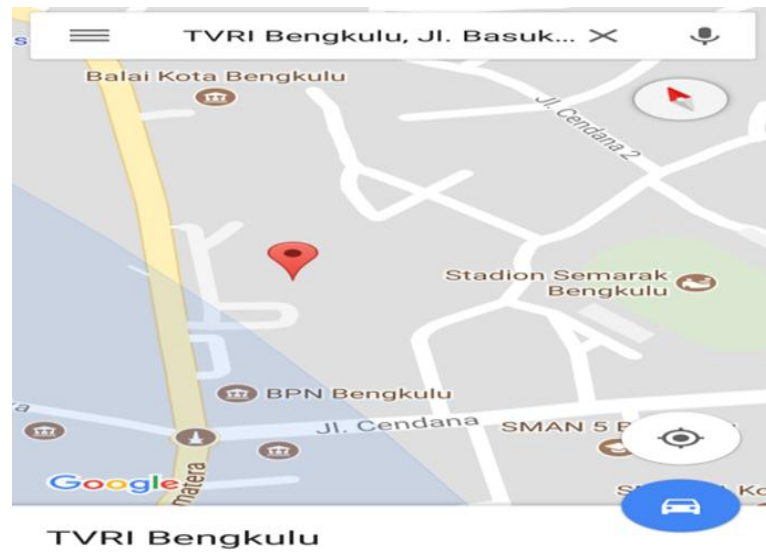 TVRI Bengkulu, Jl. Basuk...
Balai Kota Bengkulu
Jl. Cendana 2
Stadion Semarak
Bengkulu
BPN Bengkulu
Jl. Cendana
SMAN 5
Google
matera
TVRI Bengkulu